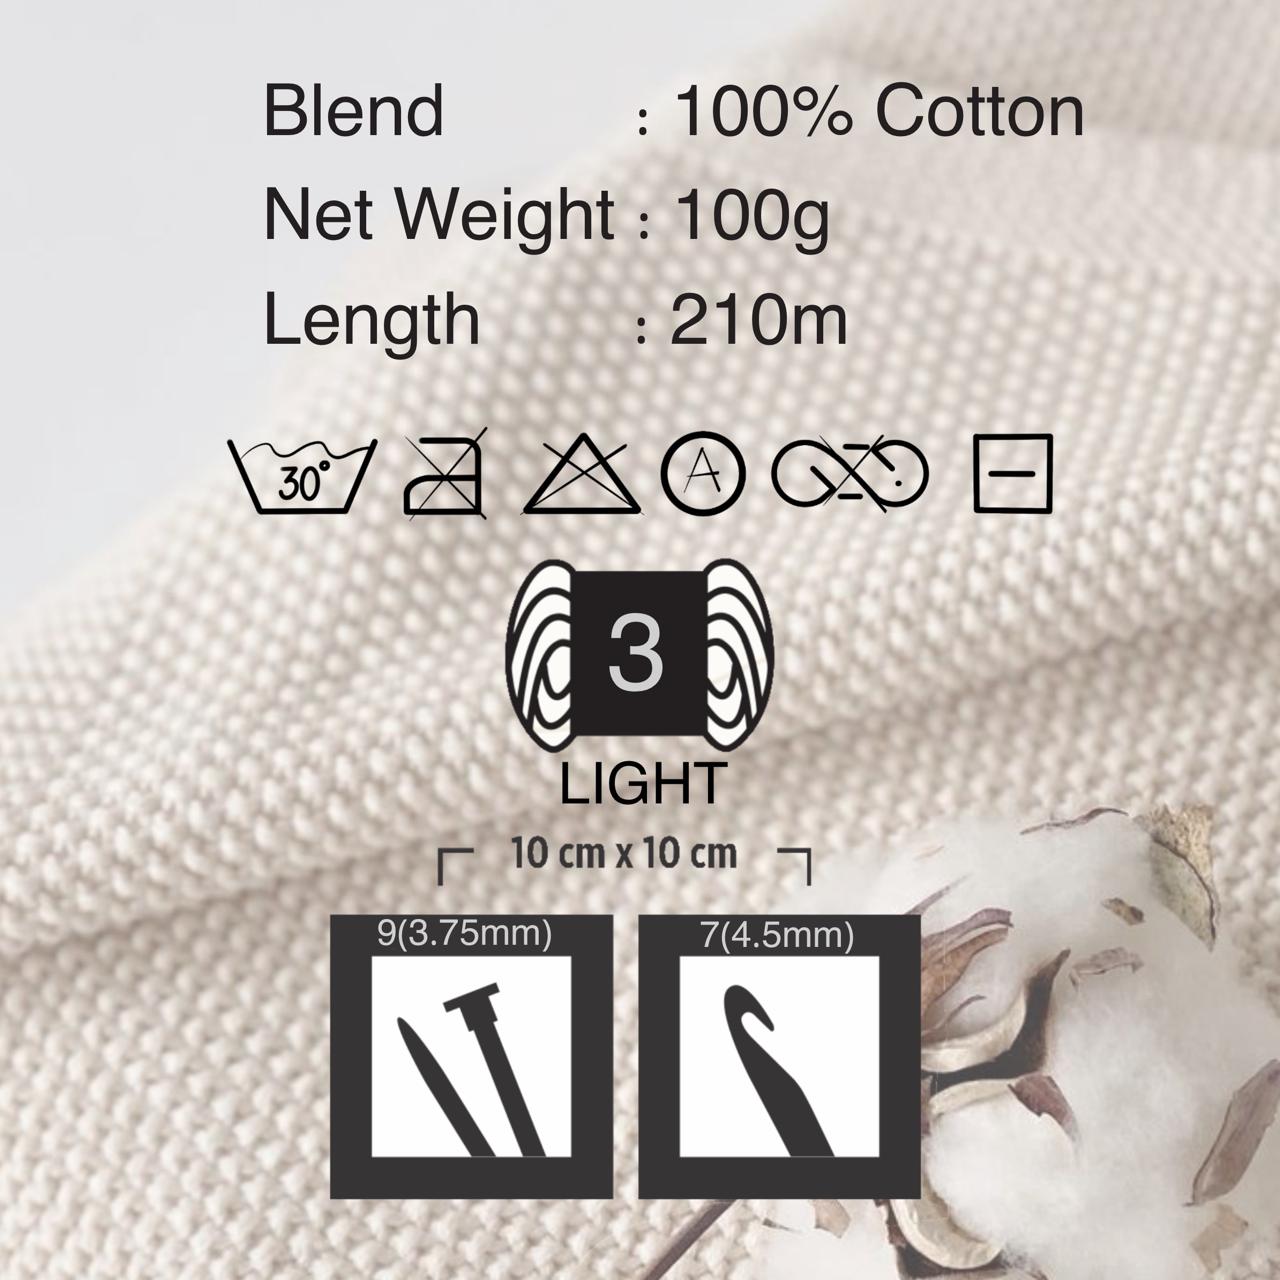 Blend : 100% Cotton
Net Weight : 100g
Length : 210m
30°
A
3
LIGHT
10 cm x 10 cm
9(3.75mm)
7(4.5mm)